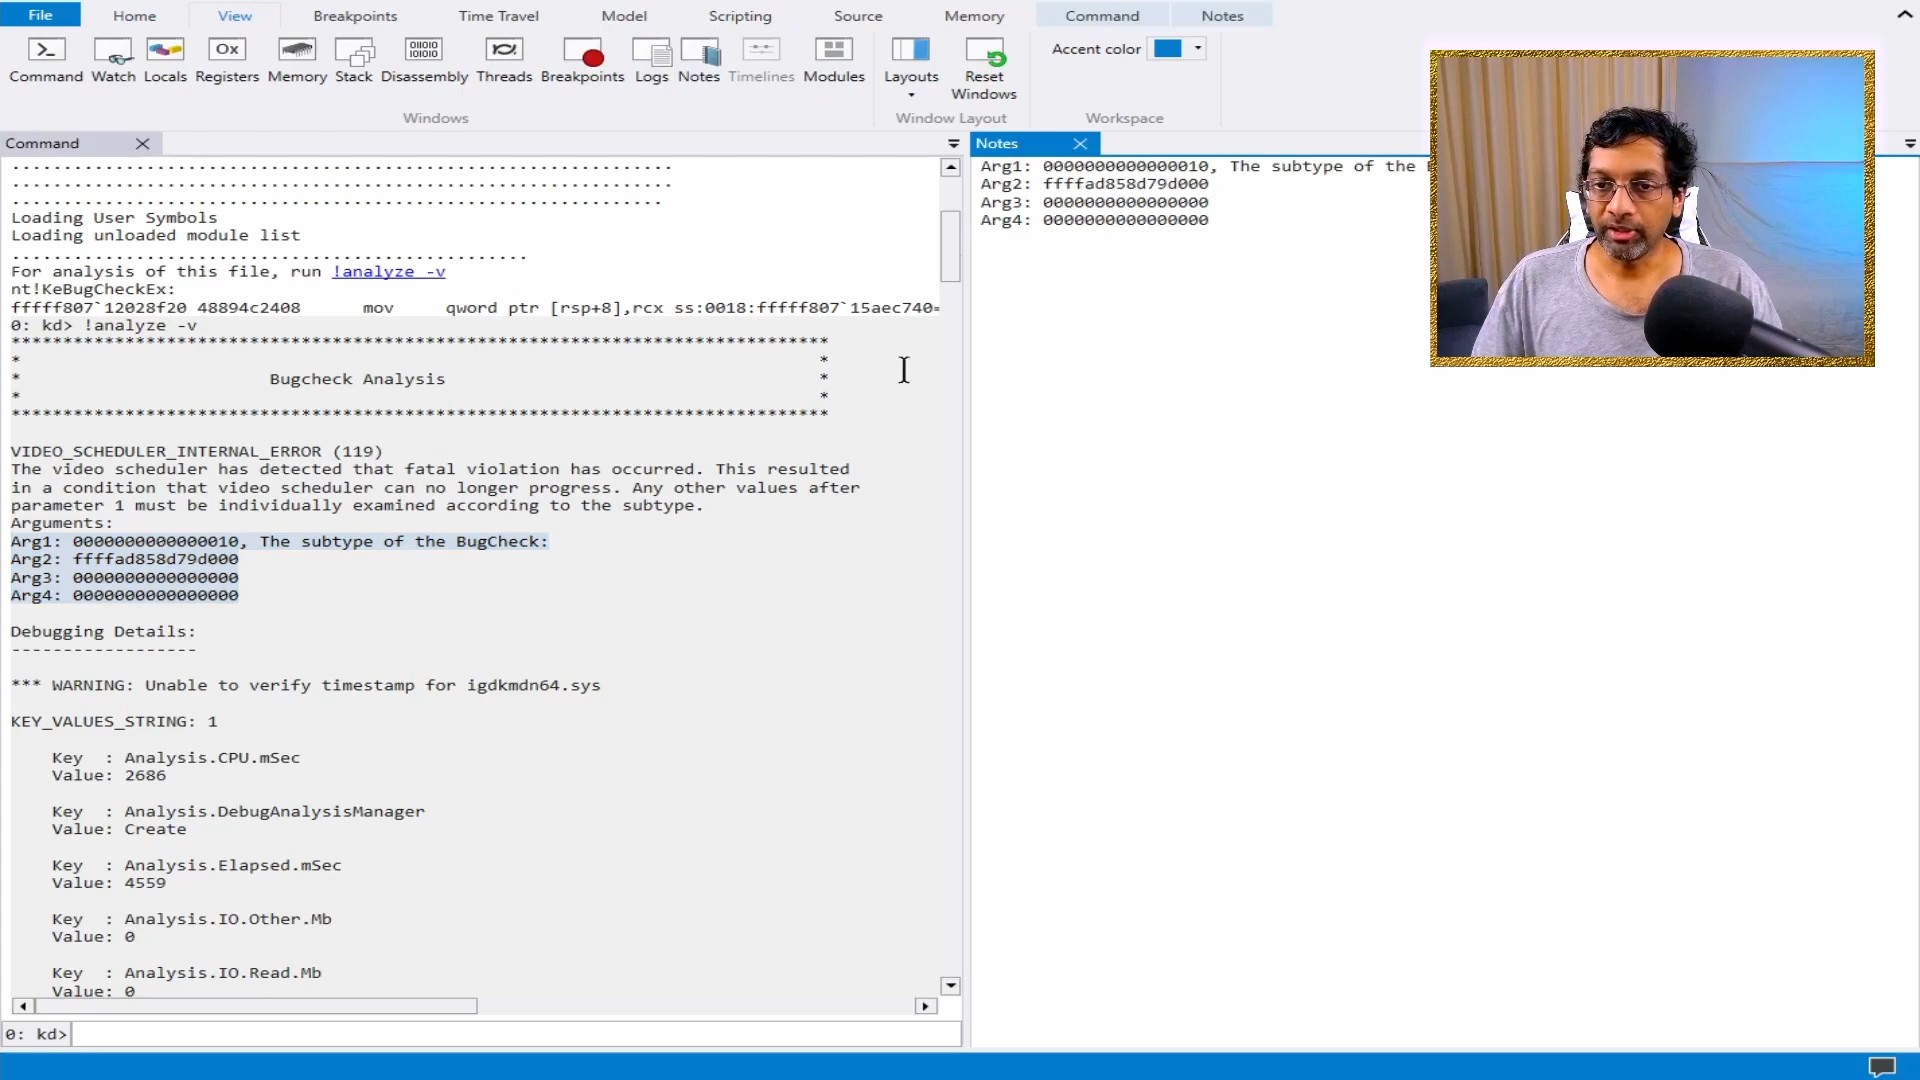 File
Home
View
Breakpoints
Time Travel
Model
Scripting
Source
Memory
Command
Notes
Command
Watch
Locals
Registers
Memory
Stack
Disassembly
Threads
Breakpoints
Logs
Notes
Timelines
Modules
Layouts
Reset
Windows
Accent color
Windows
Window Layout
Workspace
Command
Loading User Symbols
Loading unloaded module list
..................................................
For analysis of this file, run !analyze -v
nt!KeBugCheckEx:
fffff807`12028f20 48894c2408      mov     qword ptr [rsp+8],rcx ss:0018:fffff807`15aec740=
0: kd> !analyze -v
*******************************************************************************
*                                                                             *
*                        Bugcheck Analysis                                    *
*                                                                             *
*******************************************************************************
VIDEO_SCHEDULER_INTERNAL_ERROR (119)
The video scheduler has detected that fatal violation has occurred. This resulted
in a condition that video scheduler can no longer progress. Any other values after
parameter 1 must be individually examined according to the subtype.
Arguments:
Arg1: 0000000000000010, The subtype of the BugCheck:
Arg2: ffffad858d79d000
Arg3: 0000000000000000
Arg4: 0000000000000000
Debugging Details:
------------------
*** WARNING: Unable to verify timestamp for igdkmdn64.sys
KEY_VALUES_STRING: 1
Key  : Analysis.CPU.mSec
Value: 2686
Key  : Analysis.DebugAnalysisManager
Value: Create
Key  : Analysis.Elapsed.mSec
Value: 4559
Key  : Analysis.IO.Other.Mb
Value: 0
Key  : Analysis.IO.Read.Mb
Value: 0
0: kd>
Notes
Arg1: 0000000000000010, The subtype of the
Arg2: ffffad858d79d000
Arg3: 0000000000000000
Arg4: 0000000000000000